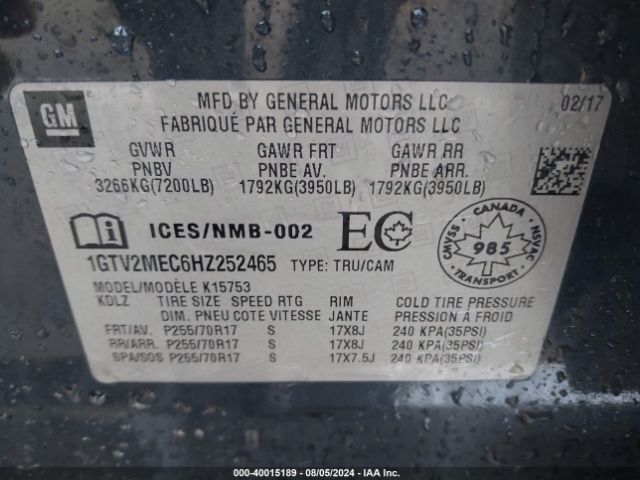 GM
MFD BY GENERAL MOTORS LLC 02/17
FABRIQUÉ PAR GENERAL MOTORS LLC
GVWR GAWR FRT GAWR RR
PNBV PNBE AV. PNBE ARR.
3266KG(7200LB) 1792KG(3950LB) 1792KG(3950LB)
i ICES/NMB-002 EC CANADA CMVSS 985 NSVAC TRANSPORT
1GTV2MEC6HZ252465 TYPE: TRU/CAM
MODEL/MODÈLE K15753
KDLZ TIRE SIZE SPEED RTG RIM COLD TIRE PRESSURE
DIM. PNEU COTE VITESSE JANTE PRESSION A FROID
FRT/AV. P255/70R17 S 17X8J 240 KPA(35PSI)
RR/ARR. P255/70R17 S 17X8J 240 KPA(35PSI)
SPA/SOS P255/70R17 S 17X7.5J 240 KPA(35PSI)
000-40015189 - 08/05/2024 - IAA Inc.